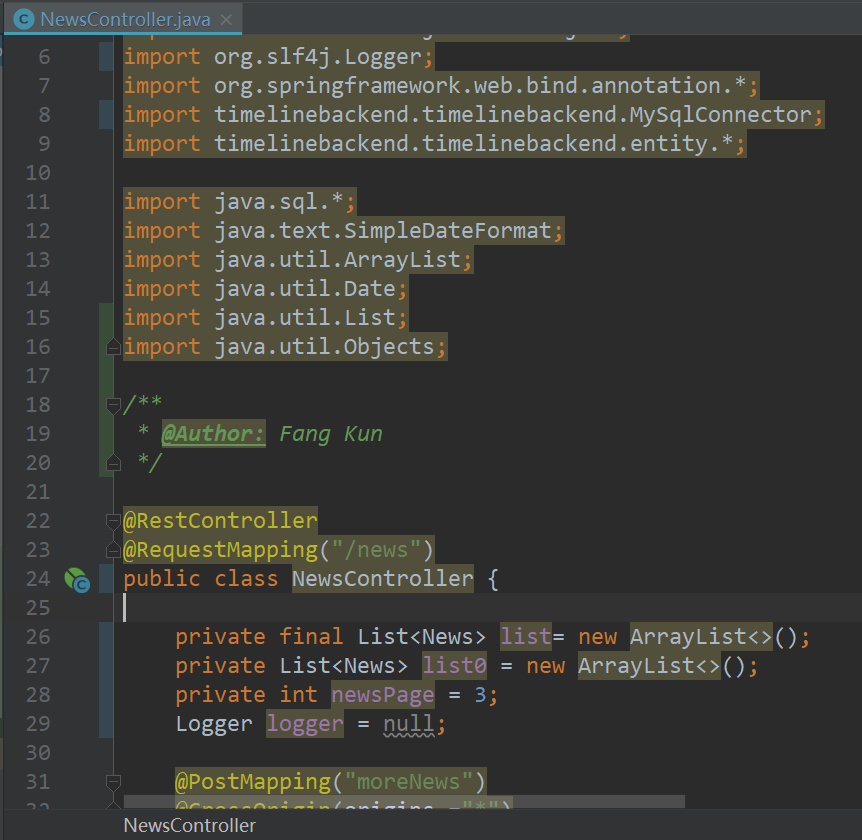 NewsController.java
6 import org.slf4j.Logger;
7 import org.springframework.web.bind.annotation.*;
8 import timelinebackend.timelinebackend.MySqlConnector;
9 import timelinebackend.timelinebackend.entity.*;
10
11 import java.sql.*;
12 import java.text.SimpleDateFormat;
13 import java.util.ArrayList;
14 import java.util.Date;
15 import java.util.List;
16 import java.util.Objects;
17
18 /**
19  * @Author: Fang Kun
20  */
21
22 @RestController
23 @RequestMapping("/news")
24 public class NewsController {
25
26     private final List<News> list= new ArrayList<>();
27     private List<News> list0 = new ArrayList<>();
28     private int newsPage = 3;
29     Logger logger = null;
30
31     @PostMapping("moreNews")
32     @CrossOrigin(origins ="*")
NewsController